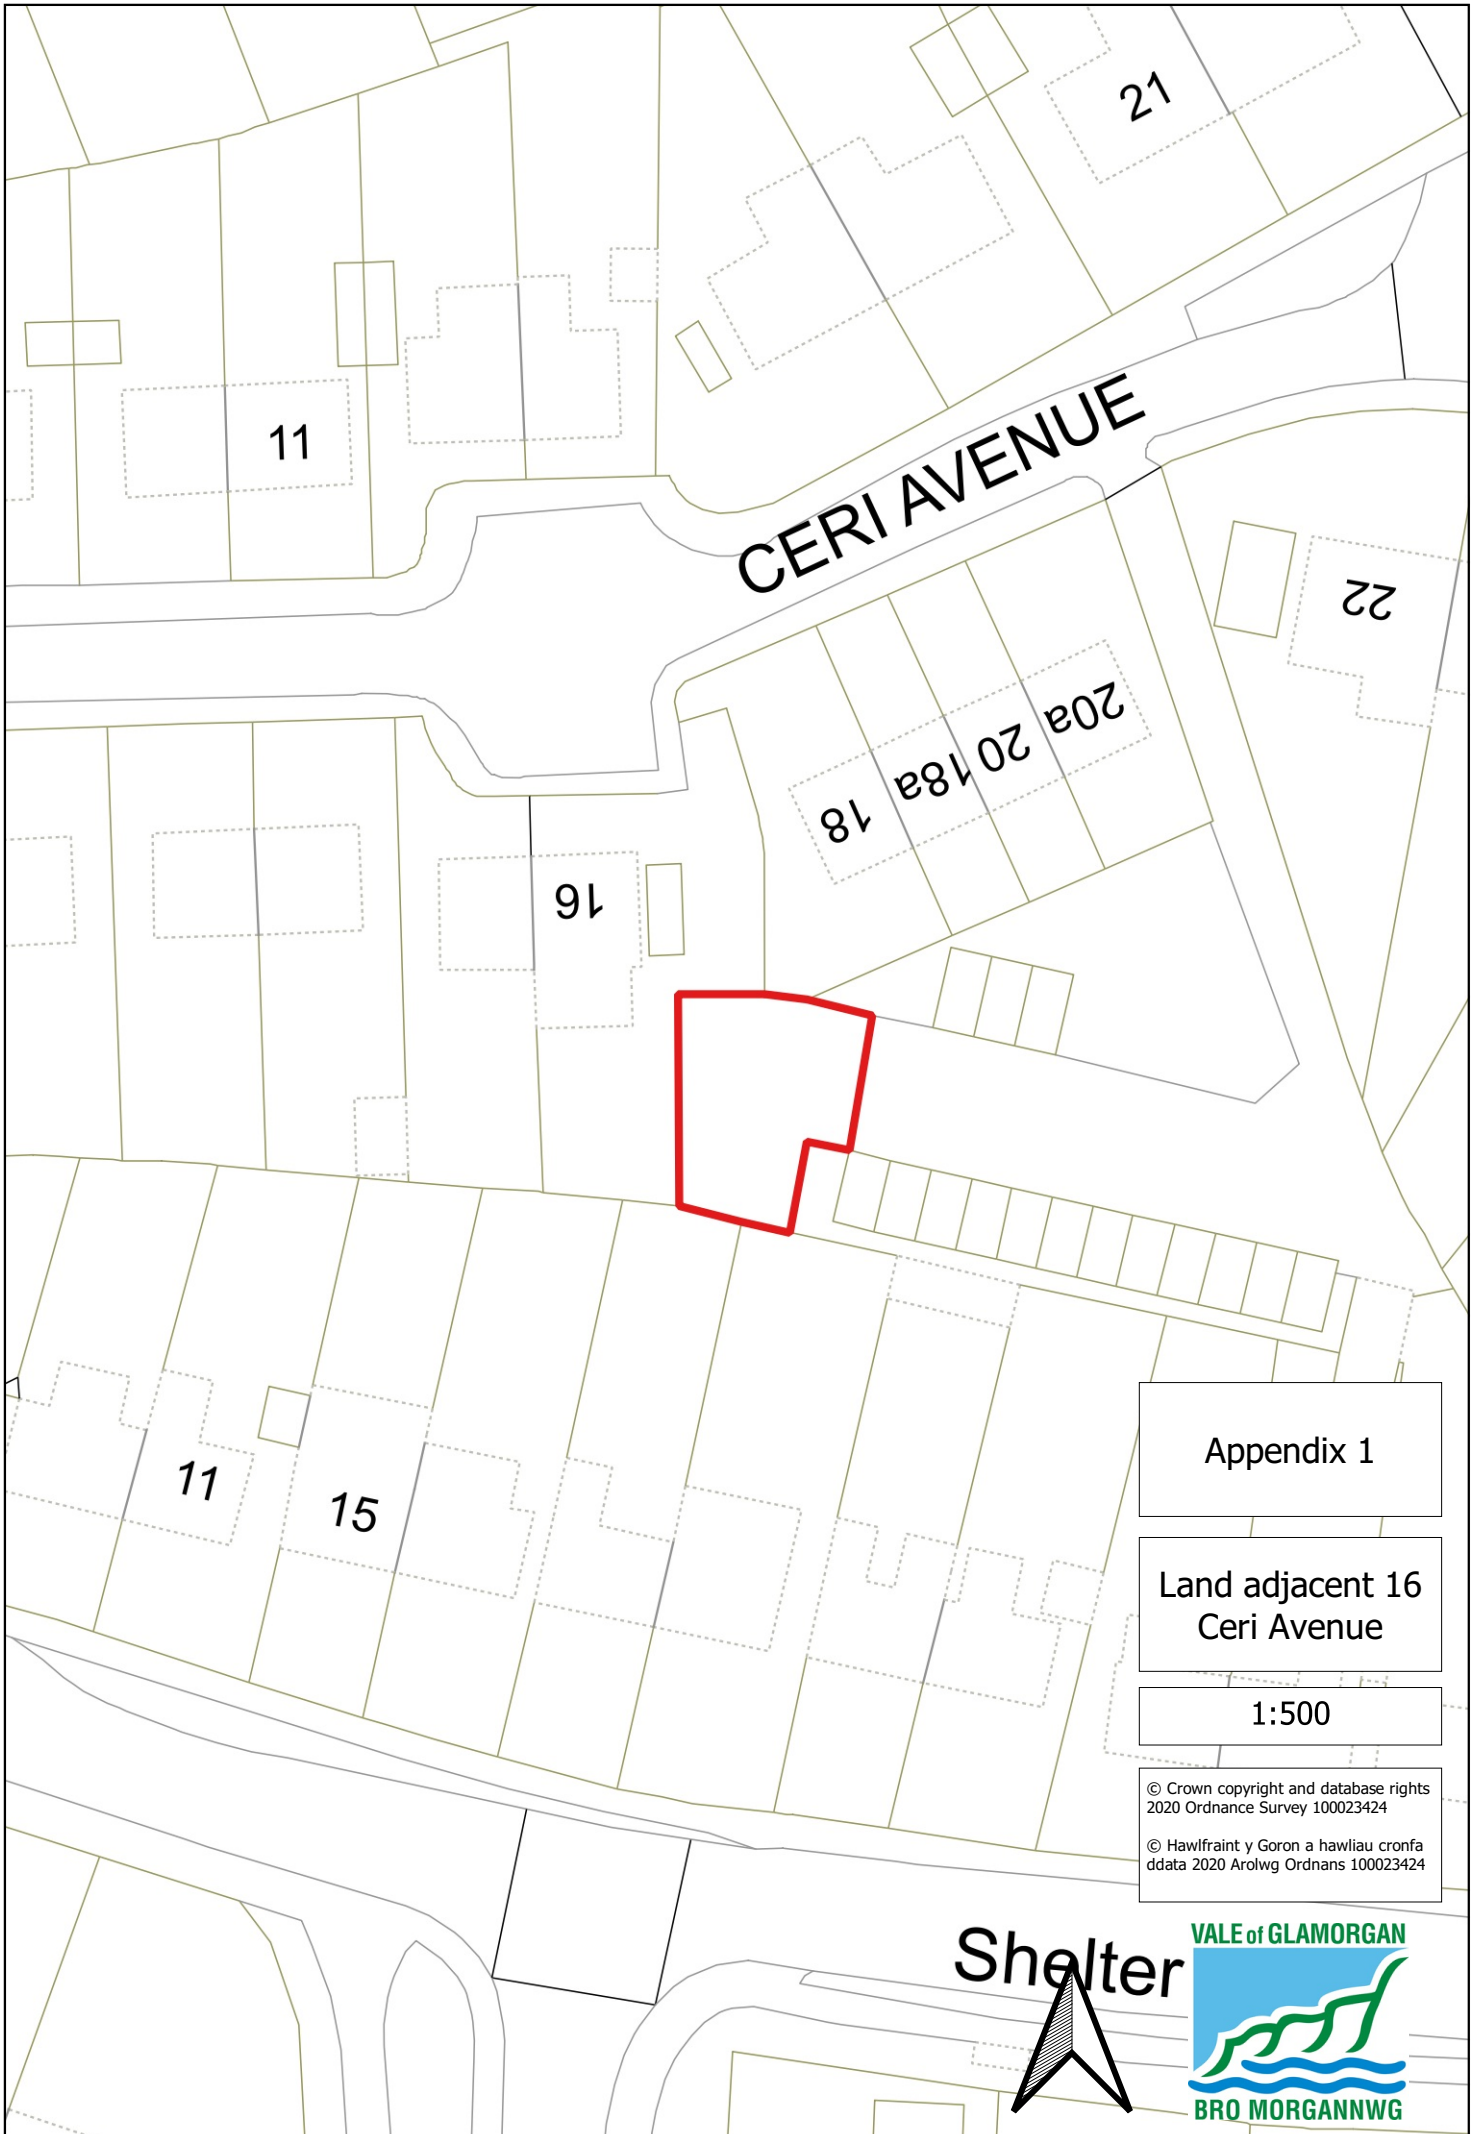 21
11
CERI AVENUE
22
20a
20
18a
18
16
11
15
Appendix 1
Land adjacent 16
Ceri Avenue
1:500
© Crown copyright and database rights
2020 Ordnance Survey 100023424
© Hawlfraint y Goron a hawliau cronfa
ddata 2020 Arolwg Ordnans 100023424
Shelter
VALE of GLAMORGAN
BRO MORGANNWG